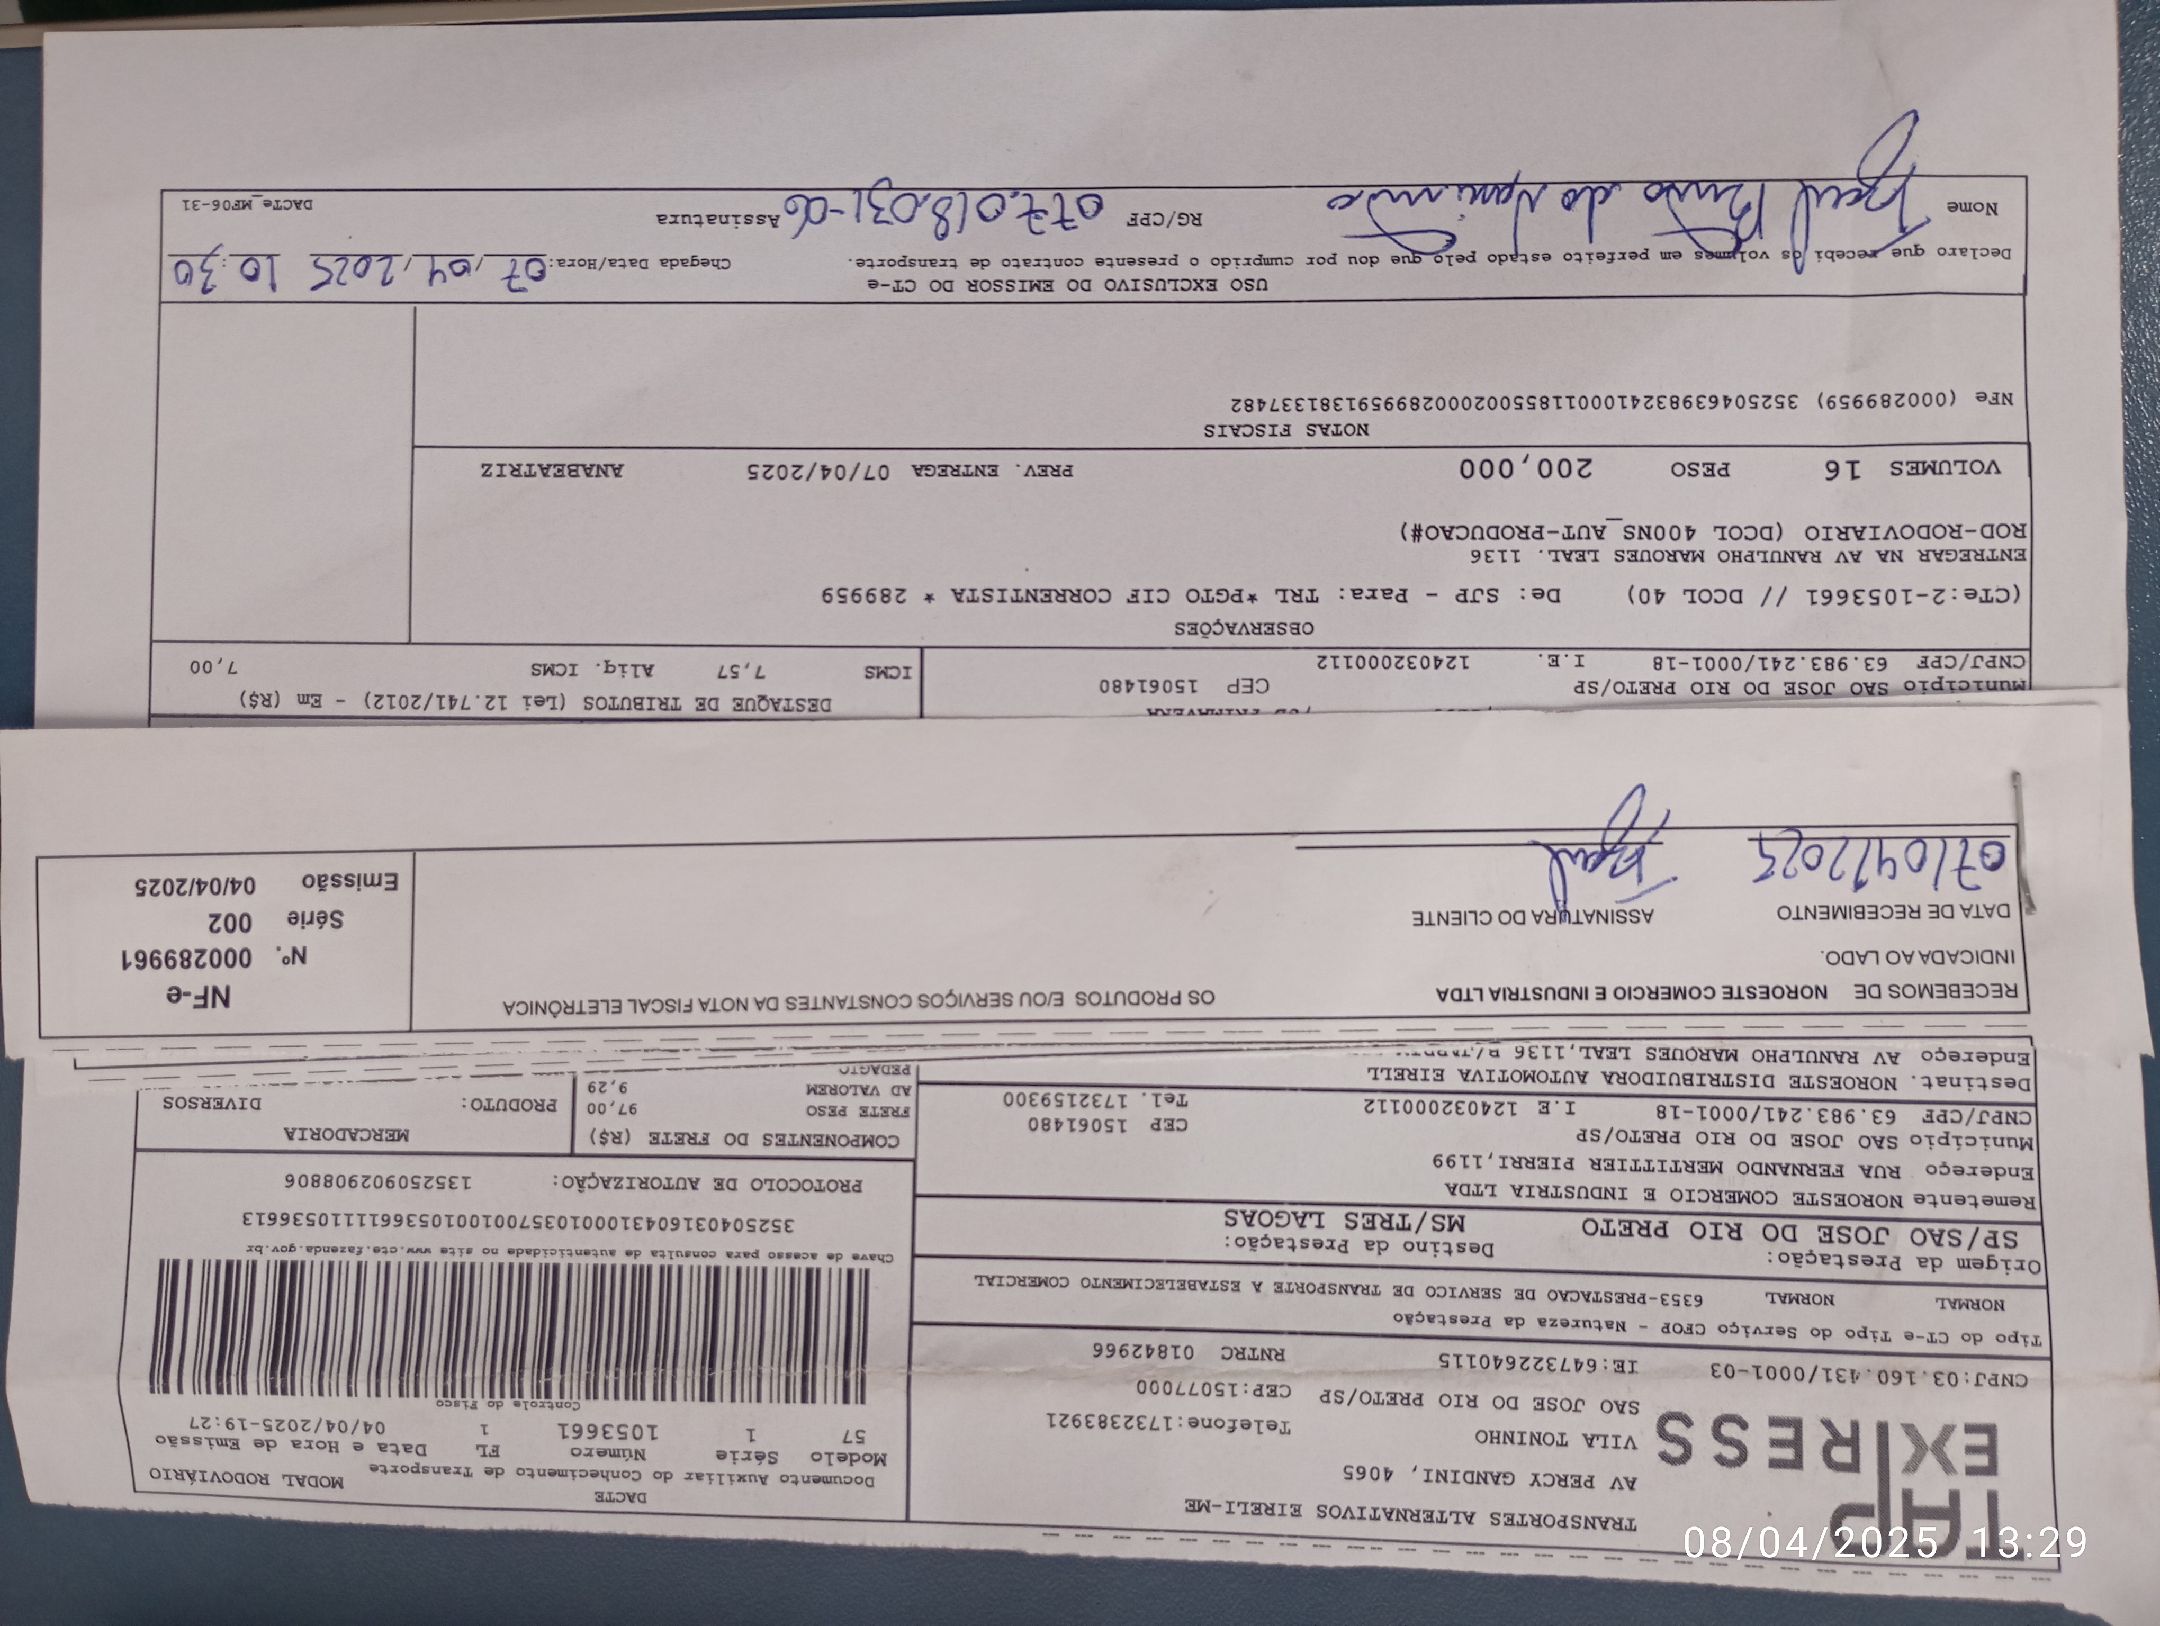 TAP
EXPRESS
TRANSPORTES ALTERNATIVOS EIRELI-ME
AV PERCY GANDINI, 4065
VILA TONINHO Telefone:1732383921
SAO JOSE DO RIO PRETO/SP CEP:15077000
CNPJ:03.160.431/0001-03 IE:647322640115 RNTRC 01842966
DACTE
Documento Auxiliar do Conhecimento de Transporte MODAL RODOVIÁRIO
Modelo Série Número FL Data e Hora de Emissão
57 1 1053661 1 04/04/2025-19:27
Controle do Fisco
Chave de acesso para consulta de autenticidade no site www.cte.fazenda.gov.br
35250403160431000103570010010536611110536613
PROTOCOLO DE AUTORIZAÇÃO: 135250290908806
Tipo do CT-e Tipo do Serviço CFOP - Natureza da Prestação
NORMAL NORMAL 6353-PRESTACAO DE SERVICO DE TRANSPORTE A ESTABELECIMENTO COMERCIAL
Origem da Prestação: Destino da Prestação:
SP/SAO JOSE DO RIO PRETO MS/TRES LAGOAS
Remetente NOROESTE COMERCIO E INDUSTRIA LTDA
Endereço RUA FERNANDO MERTITTIER PIERRI,1199
Município SAO JOSE DO RIO PRETO/SP CEP 15061480
CNPJ/CPF 63.983.241/0001-18 I.E 124032000112 Tel. 1732159300
Destinat. NOROESTE DISTRIBUIDORA AUTOMOTIVA EIRELL
Endereço AV RANULPHO MARQUES LEAL,1136
COMPONENTES DO FRETE (R$) MERCADORIA
FRETE PESO 97,00 PRODUTO: DIVERSOS
AD VALOREM 9,29
PEDAGIO
RECEBEMOS DE NOROESTE COMERCIO E INDUSTRIA LTDA OS PRODUTOS E/OU SERVIÇOS CONSTANTES DA NOTA FISCAL ELETRÔNICA
INDICADA AO LADO.
DATA DE RECEBIMENTO ASSINATURA DO CLIENTE
07/04/2025
NF-e
Nº. 000289961
Série 002
Emissão 04/04/2025
Município SAO JOSE DO RIO PRETO/SP CEP 15061480
CNPJ/CPF 63.983.241/0001-18 I.E. 124032000112
DESTAQUE DE TRIBUTOS (Lei 12.741/2012) - Em (R$)
ICMS 7,57 Aliq. ICMS 7,00
OBSERVAÇÕES
(CTe:2-1053661 // DCOL 40) De: SJP - Para: TRL *PGTO CIF CORRENTISTA * 289959
ENTREGAR NA AV RANULPHO MARQUES LEAL. 1136
ROD-RODOVIARIO (DCOL 400NS_AUT-PRODUCAO#)
VOLUMES 16 PESO 200,000 PREV. ENTREGA 07/04/2025 ANABEATRIZ
NOTAS FISCAIS
NFe (000289959) 35250463983241000118550020002899591381337482
USO EXCLUSIVO DO EMISSOR DO CT-e
Declaro que recebi os volumes em perfeito estado pelo que dou por cumprido o presente contrato de transporte. Chegada Data/Hora: 07/04/2025 10:30
Nome RG/CPF 077.018.031-06 Assinatura DACTe_MF06-31
08/04/2025 13:29